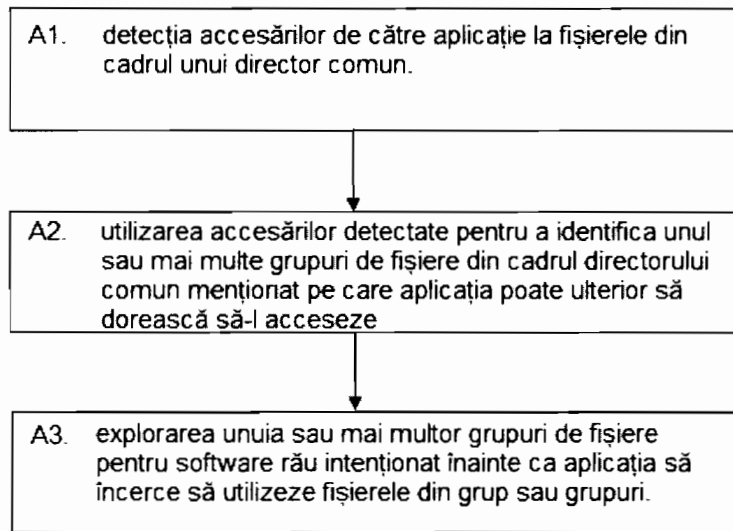 A1. detecția accesărilor de către aplicație la fișierele din
cadrul unui director comun.
A2. utilizarea accesărilor detectate pentru a identifica unul
sau mai multe grupuri de fișiere din cadrul directorului
comun menționat pe care aplicația poate ulterior să
dorească să-l acceseze
A3. explorarea unuia sau mai multor grupuri de fișiere
pentru software rău intenționat înainte ca aplicația să
încerce să utilizeze fișierele din grup sau grupuri.